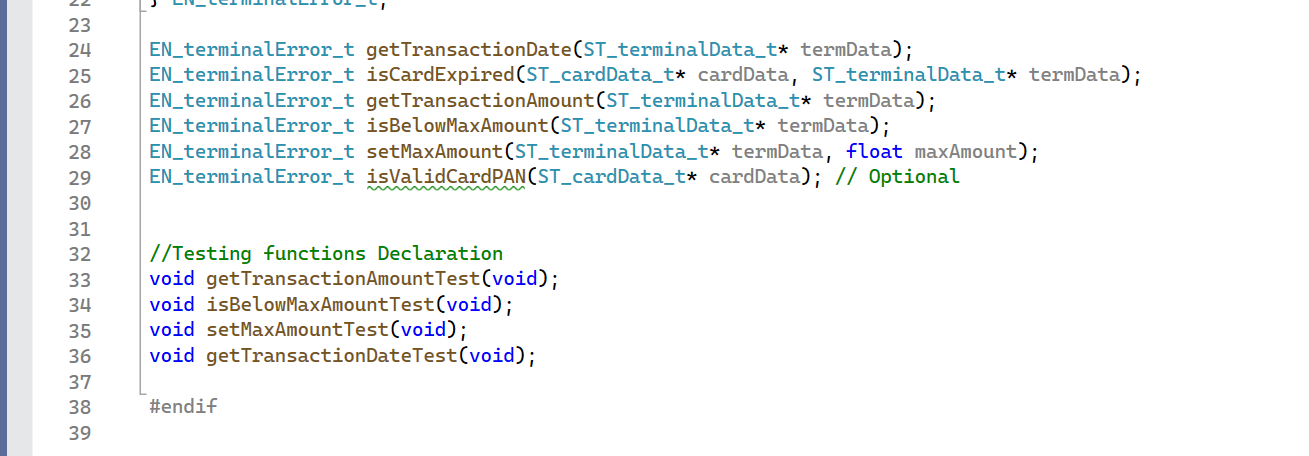 22 } EN_terminalError_t;
23
24 EN_terminalError_t getTransactionDate(ST_terminalData_t* termData);
25 EN_terminalError_t isCardExpired(ST_cardData_t* cardData, ST_terminalData_t* termData);
26 EN_terminalError_t getTransactionAmount(ST_terminalData_t* termData);
27 EN_terminalError_t isBelowMaxAmount(ST_terminalData_t* termData);
28 EN_terminalError_t setMaxAmount(ST_terminalData_t* termData, float maxAmount);
29 EN_terminalError_t isValidCardPAN(ST_cardData_t* cardData); // Optional
30
31
32 //Testing functions Declaration
33 void getTransactionAmountTest(void);
34 void isBelowMaxAmountTest(void);
35 void setMaxAmountTest(void);
36 void getTransactionDateTest(void);
37
38 #endif
39